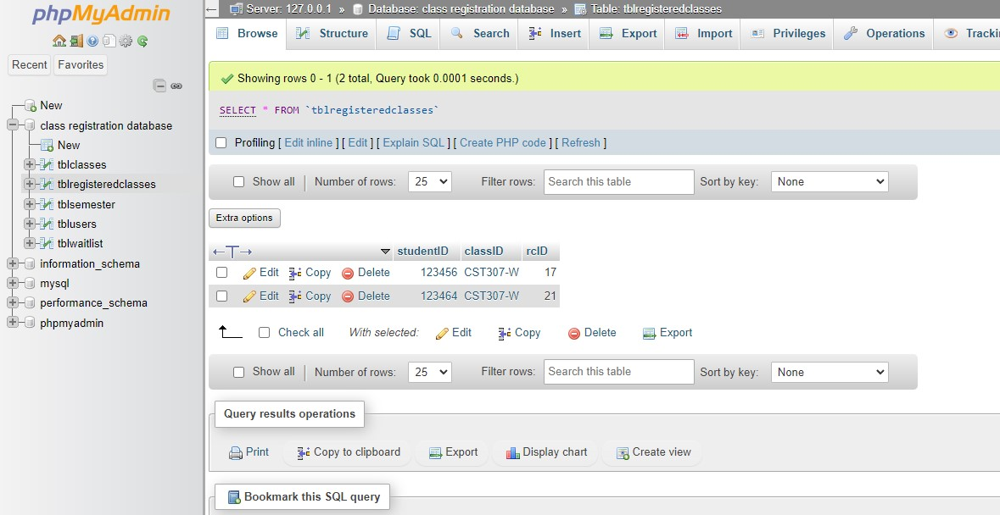 phpMyAdmin
Recent Favorites
New
class registration database
New
tblclasses
tblregisteredclasses
tblsemester
tblusers
tblwaitlist
information_schema
mysql
performance_schema
phpmyadmin
Server: 127.0.0.1 » Database: class registration database » Table: tblregisteredclasses
Browse Structure SQL Search Insert Export Import Privileges Operations Tracki
Showing rows 0 - 1 (2 total, Query took 0.0001 seconds.)
SELECT * FROM `tblregisteredclasses`
Profiling [ Edit inline ] [ Edit ] [ Explain SQL ] [ Create PHP code ] [ Refresh ]
Show all Number of rows: 25 Filter rows: Search this table Sort by key: None
Extra options
studentID classID rcID
Edit Copy Delete 123456 CST307-W 17
Edit Copy Delete 123464 CST307-W 21
Check all With selected: Edit Copy Delete Export
Show all Number of rows: 25 Filter rows: Search this table Sort by key: None
Query results operations
Print Copy to clipboard Export Display chart Create view
Bookmark this SQL query